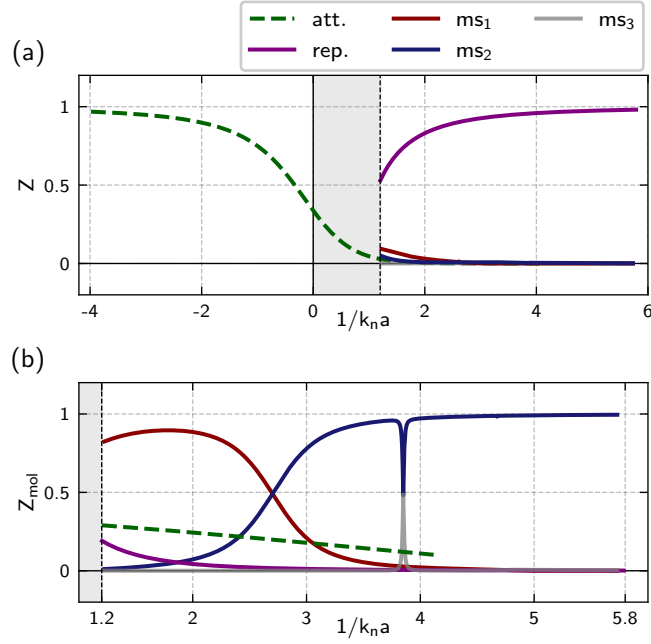 att. ms₁ ms₃
rep. ms₂
(a)
1
0.5
0
Z
-4 -2 0 2 4 6
1/kₙa
(b)
1
0.5
0
Z_mol
1.2 2 3 4 5 5.8
1/kₙa